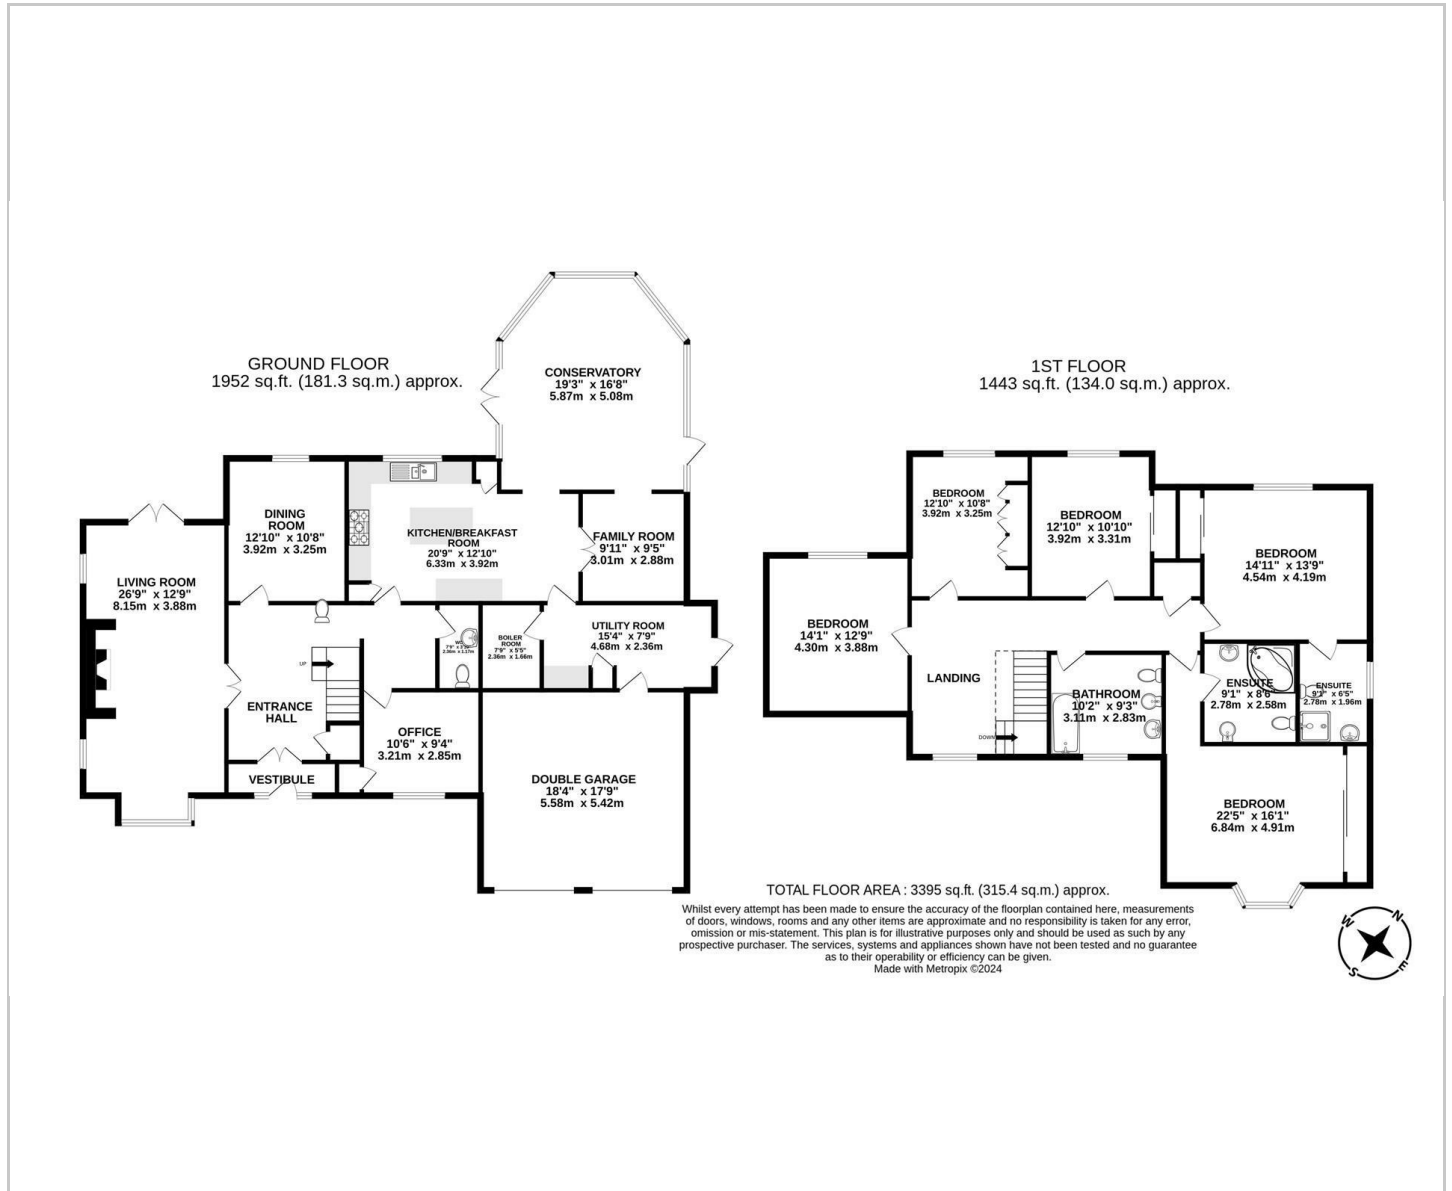 GROUND FLOOR
1952 sq.ft. (181.3 sq.m.) approx.
CONSERVATORY
19'3" x 16'8"
5.87m x 5.08m
DINING
ROOM
12'10" x 10'8"
3.92m x 3.25m
KITCHEN/BREAKFAST
ROOM
20'9" x 12'10"
6.33m x 3.92m
FAMILY ROOM
9'11" x 9'5"
3.01m x 2.88m
LIVING ROOM
26'9" x 12'9"
8.15m x 3.88m
UTILITY ROOM
15'4" x 7'9"
4.68m x 2.36m
BOILER
ROOM
7'9" x 5'5"
2.36m x 1.66m
UP
ENTRANCE
HALL
OFFICE
10'6" x 9'4"
3.21m x 2.85m
VESTIBULE
DOUBLE GARAGE
18'4" x 17'9"
5.58m x 5.42m
1ST FLOOR
1443 sq.ft. (134.0 sq.m.) approx.
BEDROOM
12'10" x 10'8"
3.92m x 3.25m
BEDROOM
12'10" x 10'10"
3.92m x 3.31m
BEDROOM
14'11" x 13'9"
4.54m x 4.19m
BEDROOM
14'1" x 12'9"
4.30m x 3.88m
LANDING
DOWN
BATHROOM
10'2" x 9'3"
3.11m x 2.83m
ENSUITE
9'1" x 8'6"
2.78m x 2.58m
ENSUITE
9'1" x 6'5"
2.78m x 1.96m
BEDROOM
22'5" x 16'1"
6.84m x 4.91m
TOTAL FLOOR AREA : 3395 sq.ft. (315.4 sq.m.) approx.
Whilst every attempt has been made to ensure the accuracy of the floorplan contained here, measurements
of doors, windows, rooms and any other items are approximate and no responsibility is taken for any error,
omission or mis-statement. This plan is for illustrative purposes only and should be used as such by any
prospective purchaser. The services, systems and appliances shown have not been tested and no guarantee
as to their operability or efficiency can be given.
Made with Metropix ©2024
N
W
E
S